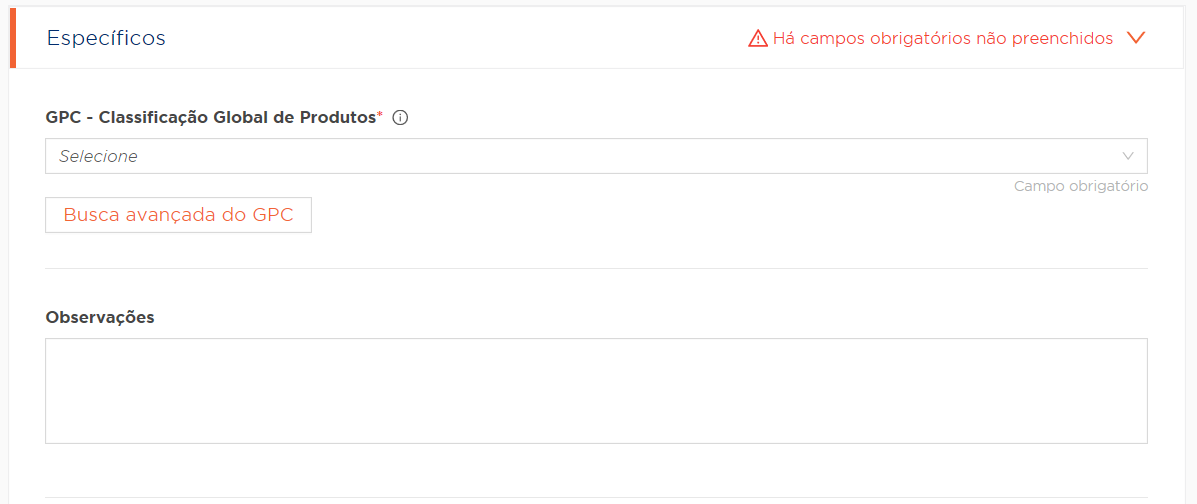 Específicos
Há campos obrigatórios não preenchidos
GPC - Classificação Global de Produtos*
Selecione
Campo obrigatório
Busca avançada do GPC
Observações